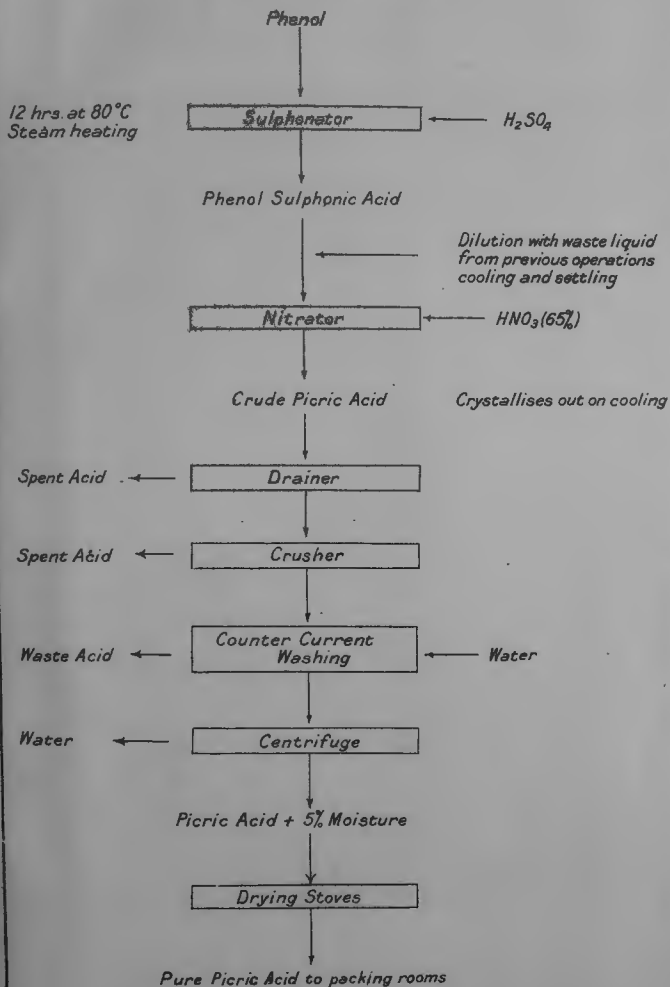 Phenol
12 hrs. at 80°C
Steam heating
Sulphonator
H₂SO₄
Phenol Sulphonic Acid
Dilution with waste liquid
from previous operations
cooling and settling
Nitrator
HNO₃(65%)
Crude Picric Acid
Crystallises out on cooling
Spent Acid
Drainer
Spent Acid
Crusher
Counter Current
Washing
Waste Acid
Water
Water
Centrifuge
Picric Acid + 5% Moisture
Drying Stoves
Pure Picric Acid to packing rooms